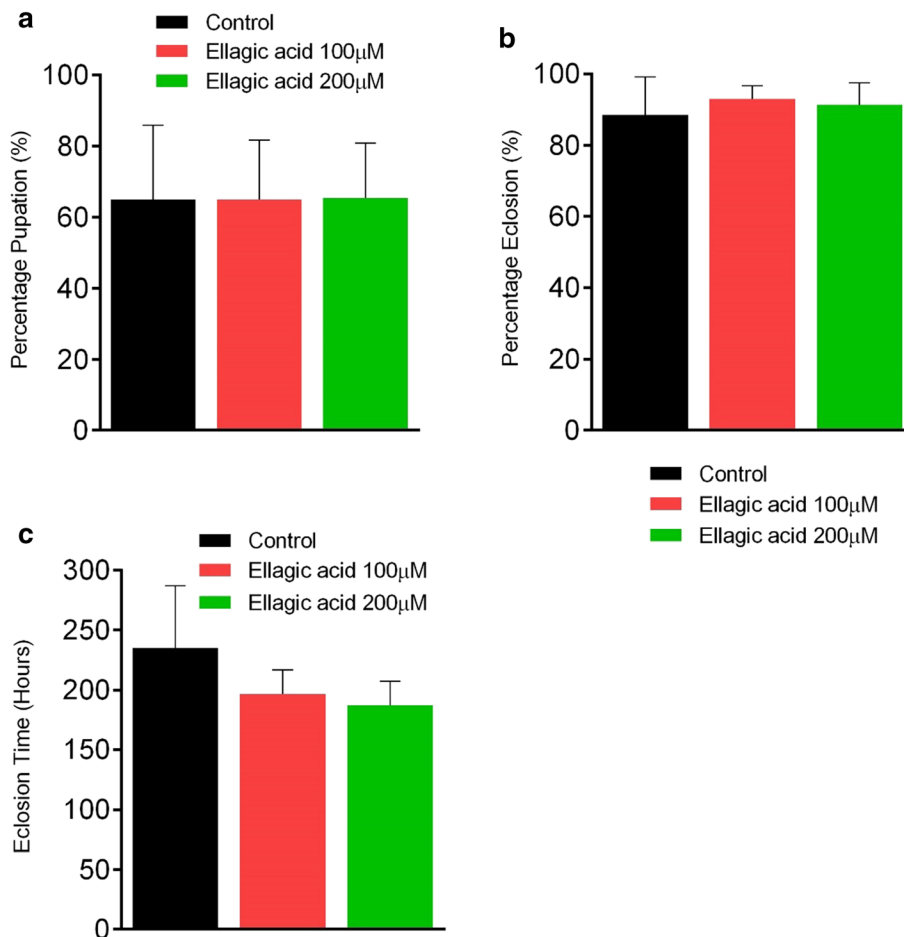 a
Control
Ellagic acid 100μM
Ellagic acid 200μM
Percentage Pupation (%)
100
80
60
40
20
0
b
Percentage Eclosion (%)
100
80
60
40
20
0
Control
Ellagic acid 100μM
Ellagic acid 200μM
c
Control
Ellagic acid 100μM
Ellagic acid 200μM
Eclosion Time (Hours)
300
250
200
150
100
50
0